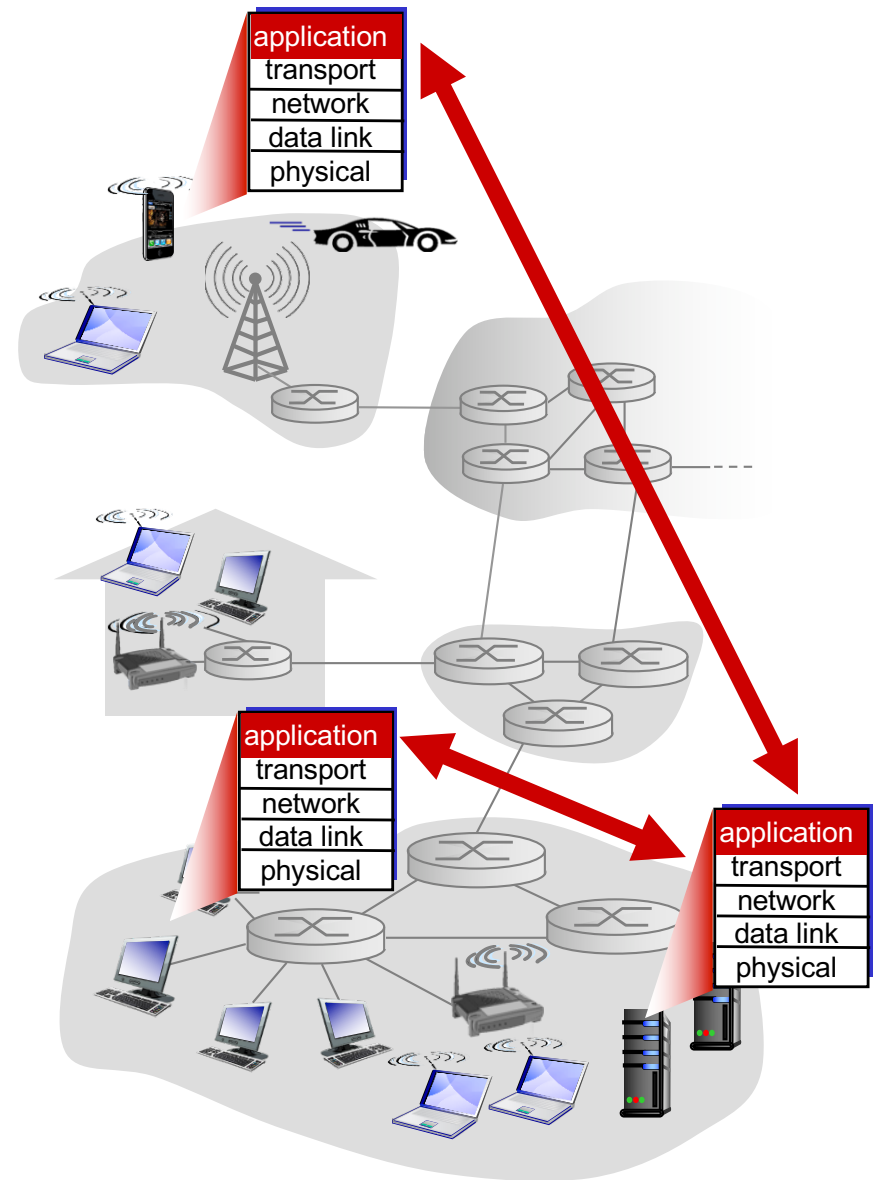 application
transport
network
data link
physical
application
transport
network
data link
physical
application
transport
network
data link
physical